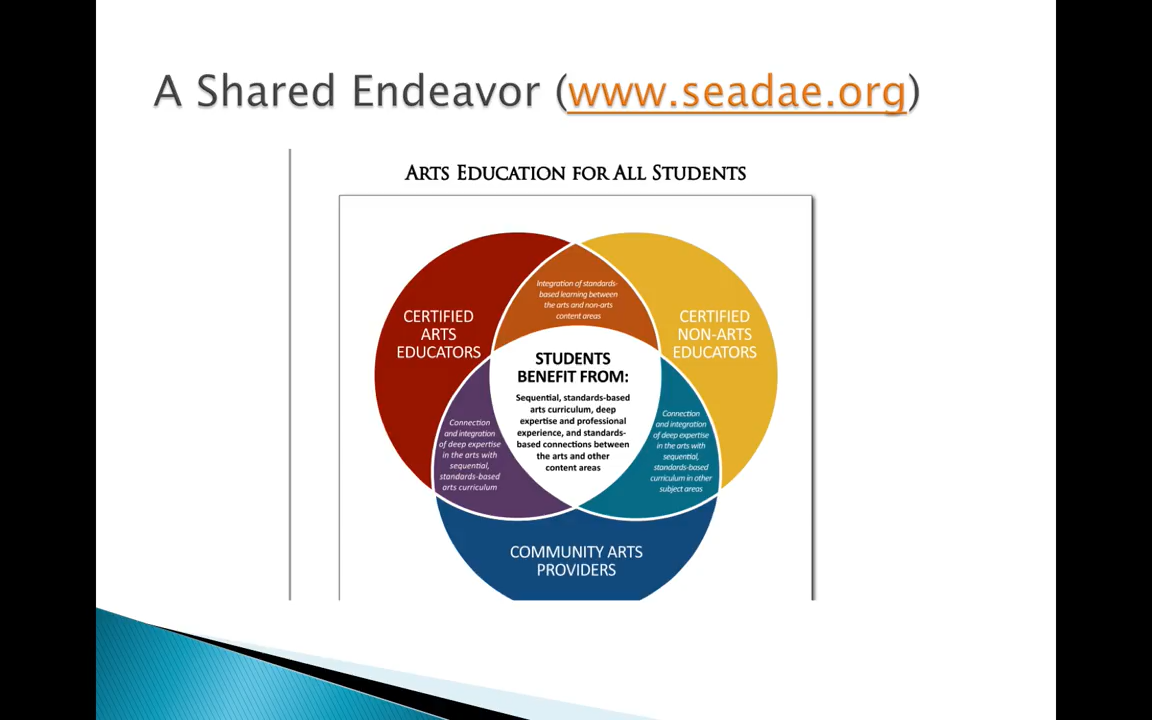 A Shared Endeavor (www.seadae.org)
ARTS EDUCATION FOR ALL STUDENTS
Integration of standards-
based learning between
the arts and non-arts
content areas
CERTIFIED
ARTS
EDUCATORS
CERTIFIED
NON-ARTS
EDUCATORS
STUDENTS
BENEFIT FROM:
Sequential, standards-based
arts curriculum, deep
expertise and professional
experience, and standards-
based connections between
the arts and other
content areas
Connection
and integration
of deep expertise
in the arts with
sequential,
standards-based
arts curriculum
Connection
and integration
of deep expertise
in the arts with
sequential,
standards-based
curriculum in other
subject areas
COMMUNITY ARTS
PROVIDERS